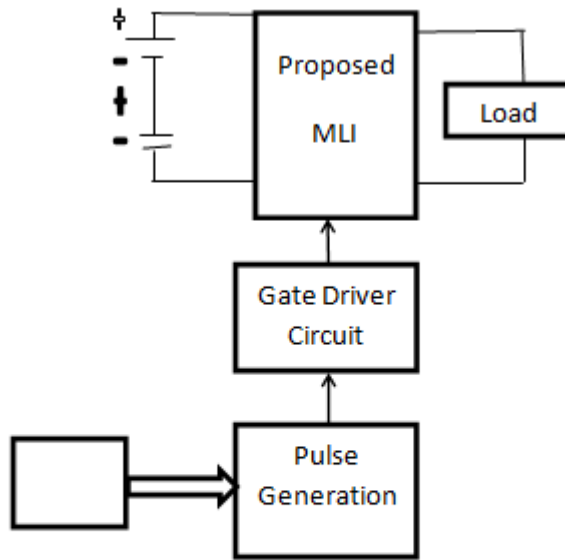 Proposed
MLI
Load
Gate Driver
Circuit
Pulse
Generation